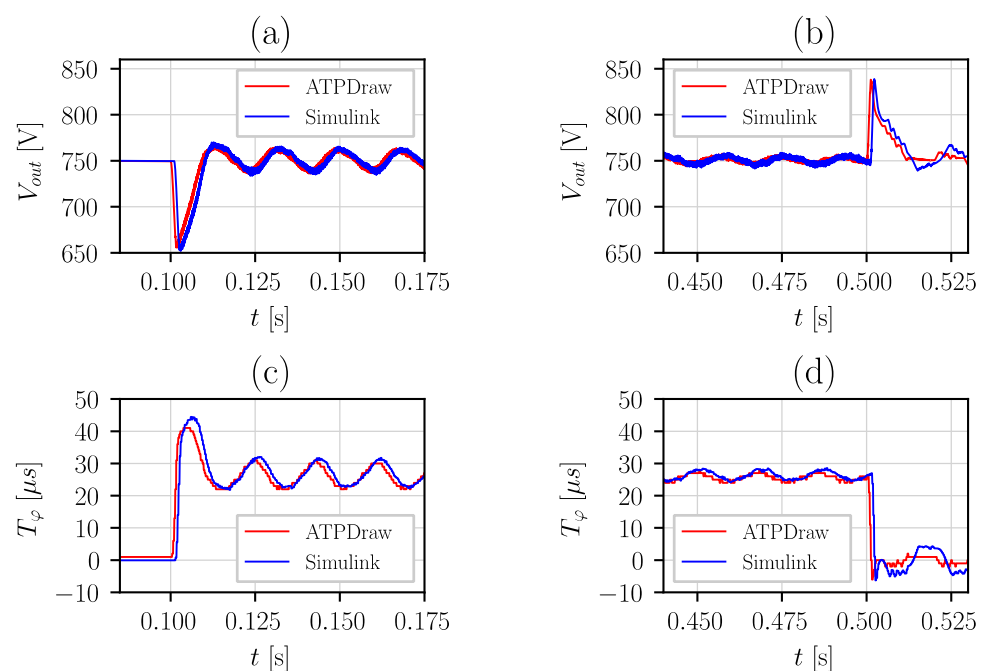 (a)
850
800
750
700
650
V_out [V]
ATPDraw
Simulink
0.100 0.125 0.150 0.175
t [s]
(b)
850
800
750
700
650
V_out [V]
ATPDraw
Simulink
0.450 0.475 0.500 0.525
t [s]
(c)
50
40
30
20
10
0
−10
T_φ [μs]
ATPDraw
Simulink
0.100 0.125 0.150 0.175
t [s]
(d)
50
40
30
20
10
0
−10
T_φ [μs]
ATPDraw
Simulink
0.450 0.475 0.500 0.525
t [s]